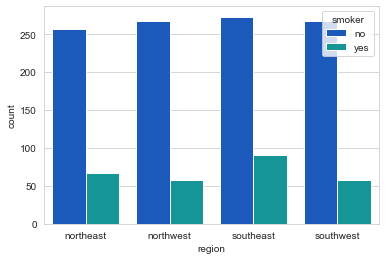 smoker
no
yes
250
200
150
100
50
0
count
northeast northwest southeast southwest
region